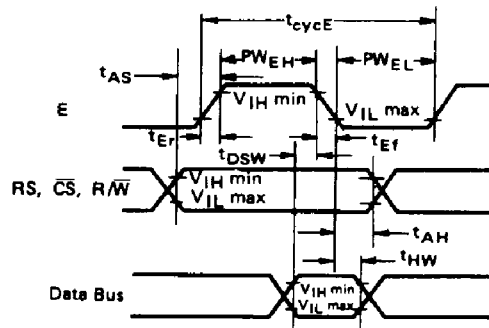 tcycE
tAS
PWEH
PWEL
E
VIH min
VIL max
tEr
tDSW
tEf
RS, C̅S̅, R/W̅
VIH min
VIL max
tAH
tHW
Data Bus
VIH min
VIL max